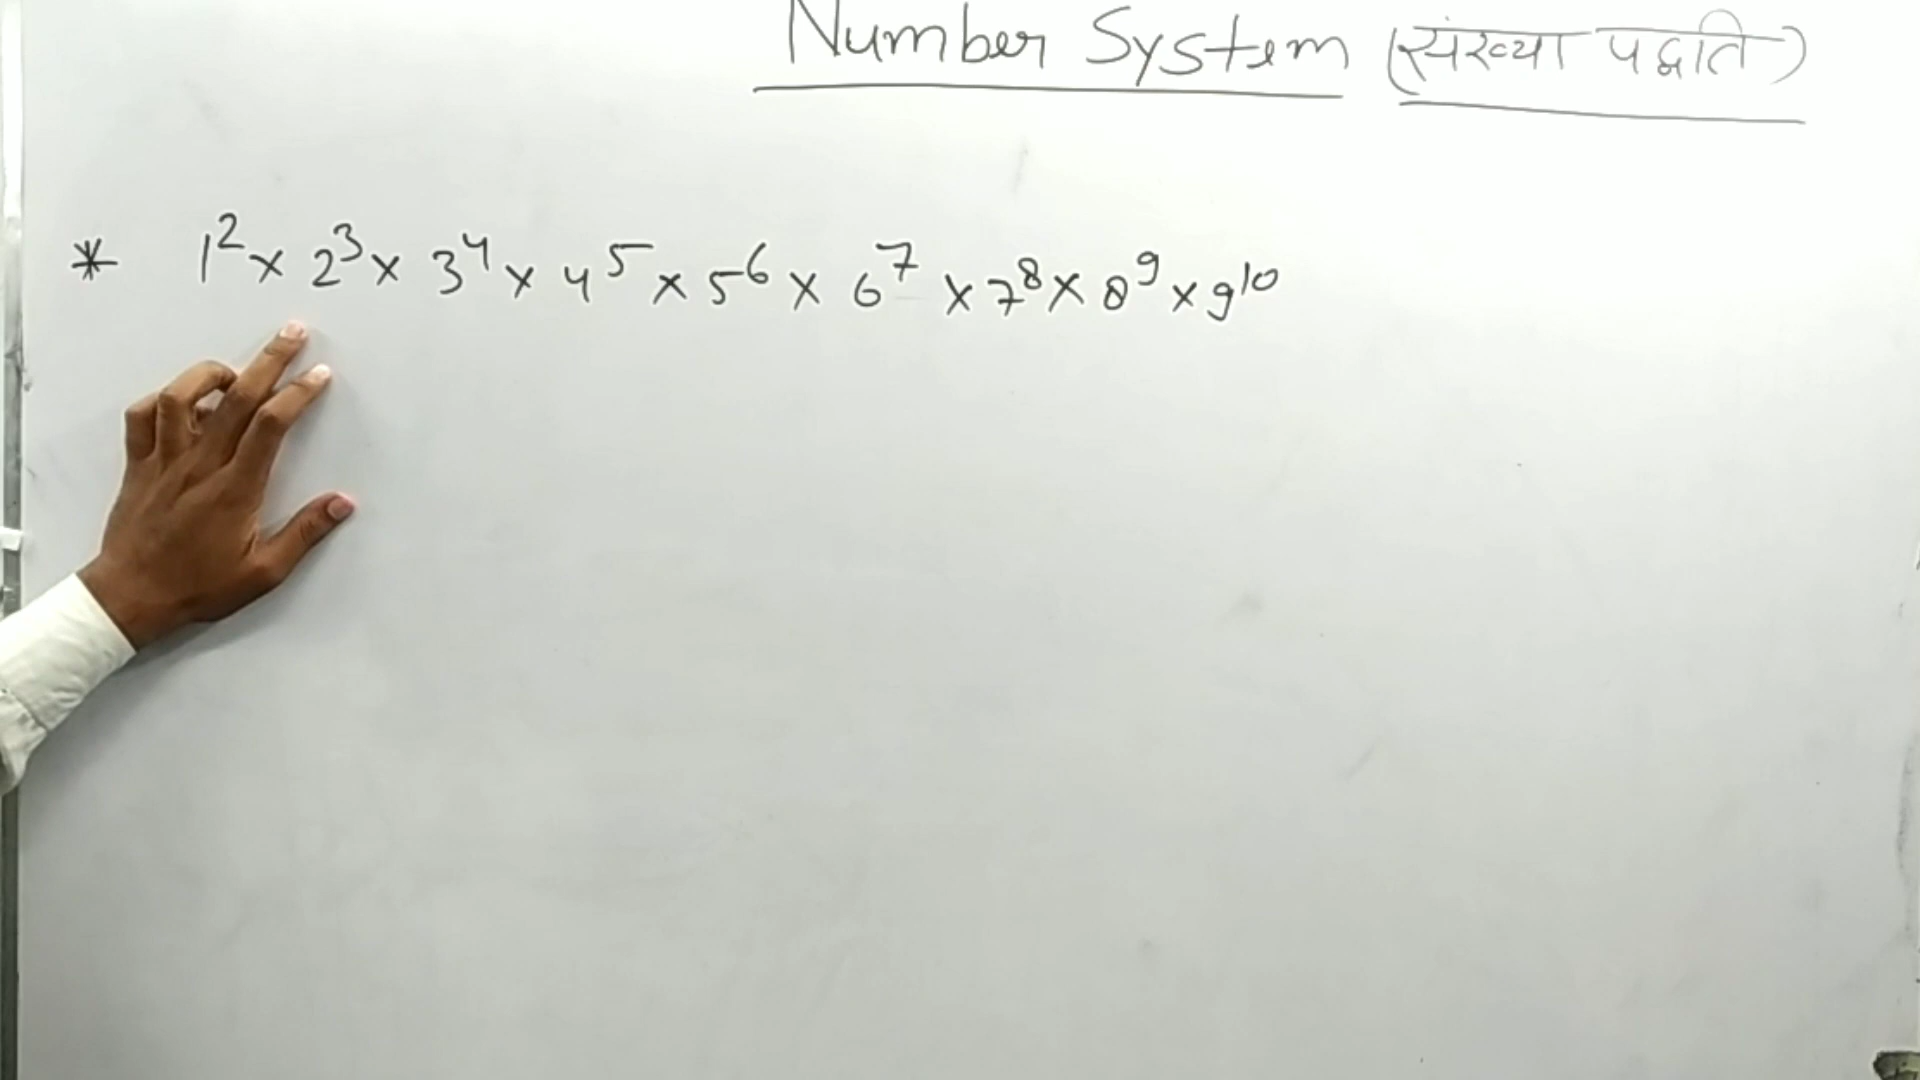 Number System (संख्या पद्धति)
* 1² × 2³ × 3⁴ × 4⁵ × 5⁶ × 6⁷ × 7⁸ × 8⁹ × 9¹⁰